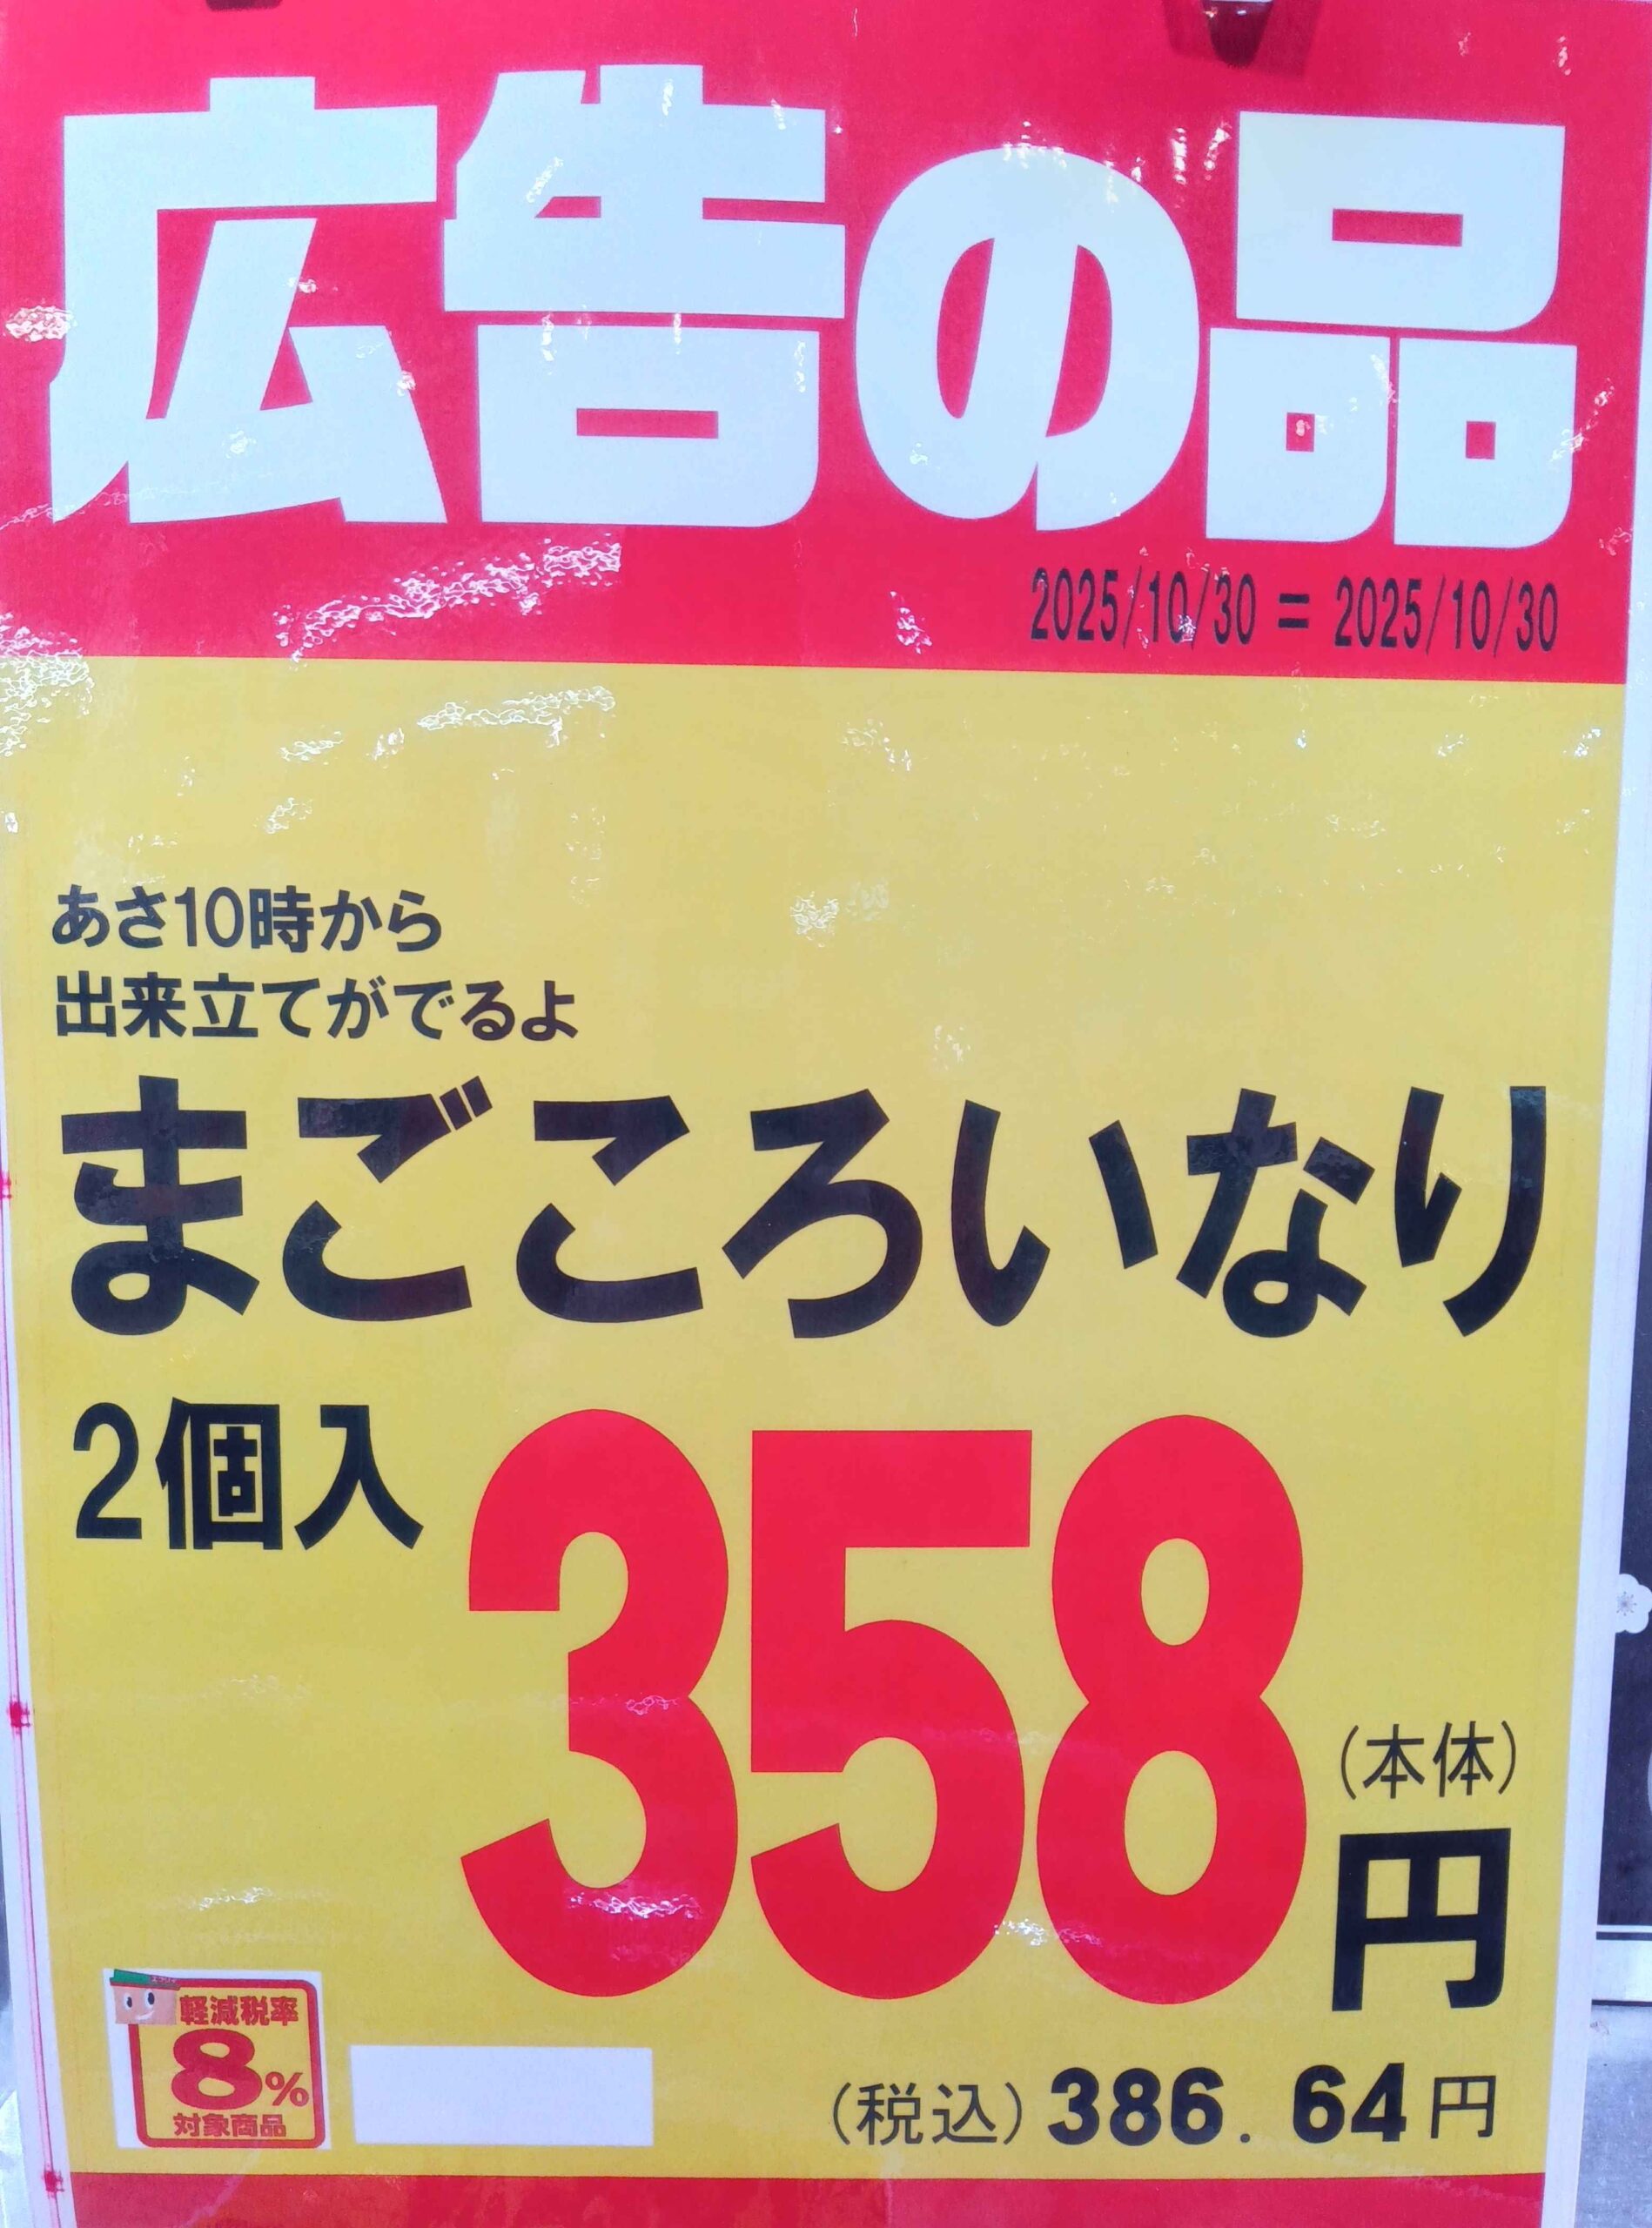 広告の品
2025/10/30 = 2025/10/30
あさ10時から
出来立てがでるよ
まごころいなり
2個入
358
(本体)
円
軽減税率
8%
対象商品
(税込) 386.64円